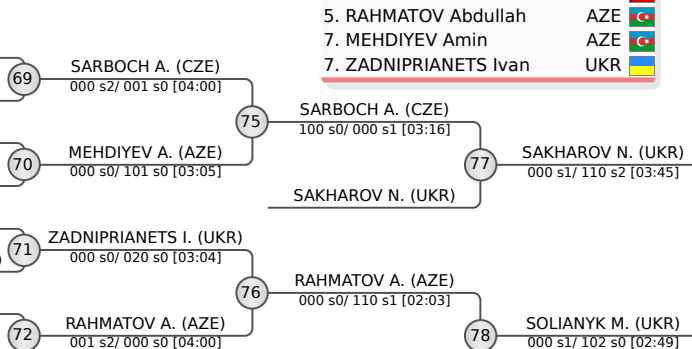 5. RAHMATOV Abdullah AZE
7. MEHDIYEV Amin AZE
7. ZADNIPRIANETS Ivan UKR
69
SARBOCH A. (CZE)
000 s2/ 001 s0 [04:00]
75
SARBOCH A. (CZE)
100 s0/ 000 s1 [03:16]
70
MEHDIYEV A. (AZE)
000 s0/ 101 s0 [03:05]
77
SAKHAROV N. (UKR)
000 s1/ 110 s2 [03:45]
SAKHAROV N. (UKR)
71
ZADNIPRIANETS I. (UKR)
000 s0/ 020 s0 [03:04]
76
RAHMATOV A. (AZE)
000 s0/ 110 s1 [02:03]
72
RAHMATOV A. (AZE)
001 s2/ 000 s0 [04:00]
78
SOLIANYK M. (UKR)
000 s1/ 102 s0 [02:49]